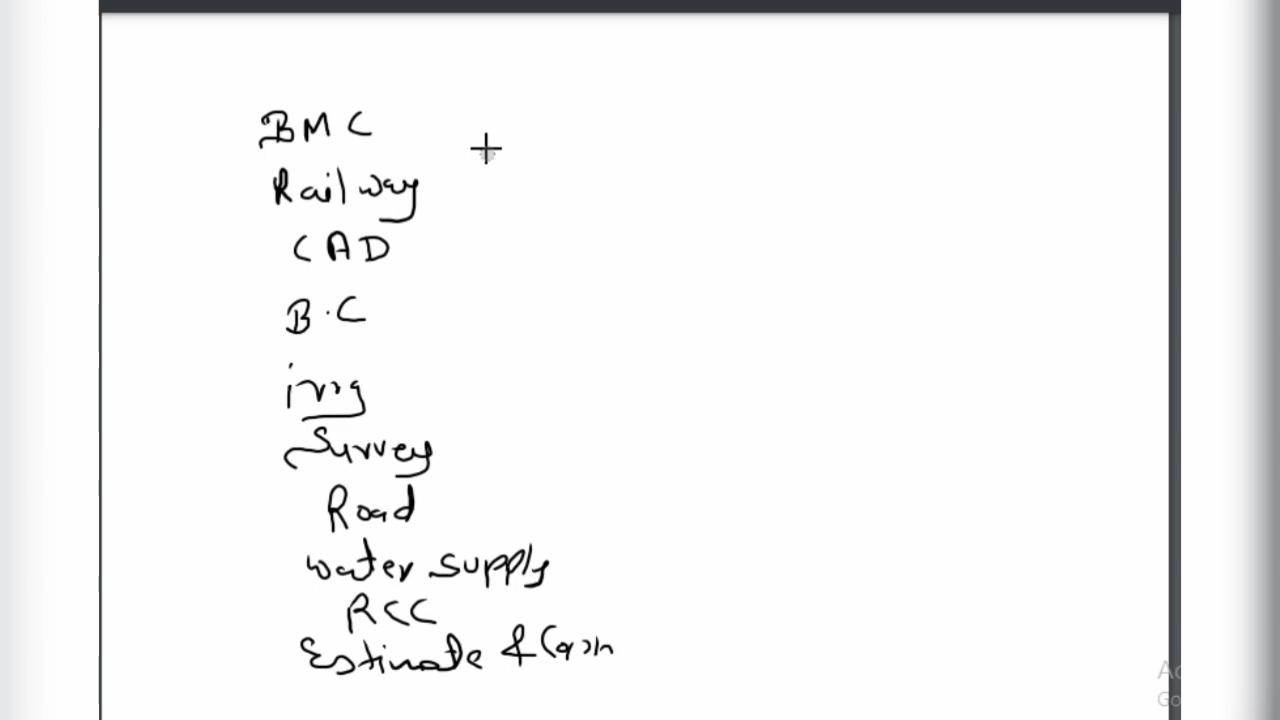 BMC
Railway
CAD
B.C
irrg
Survey
Road
water supply
RCC
Estimate &